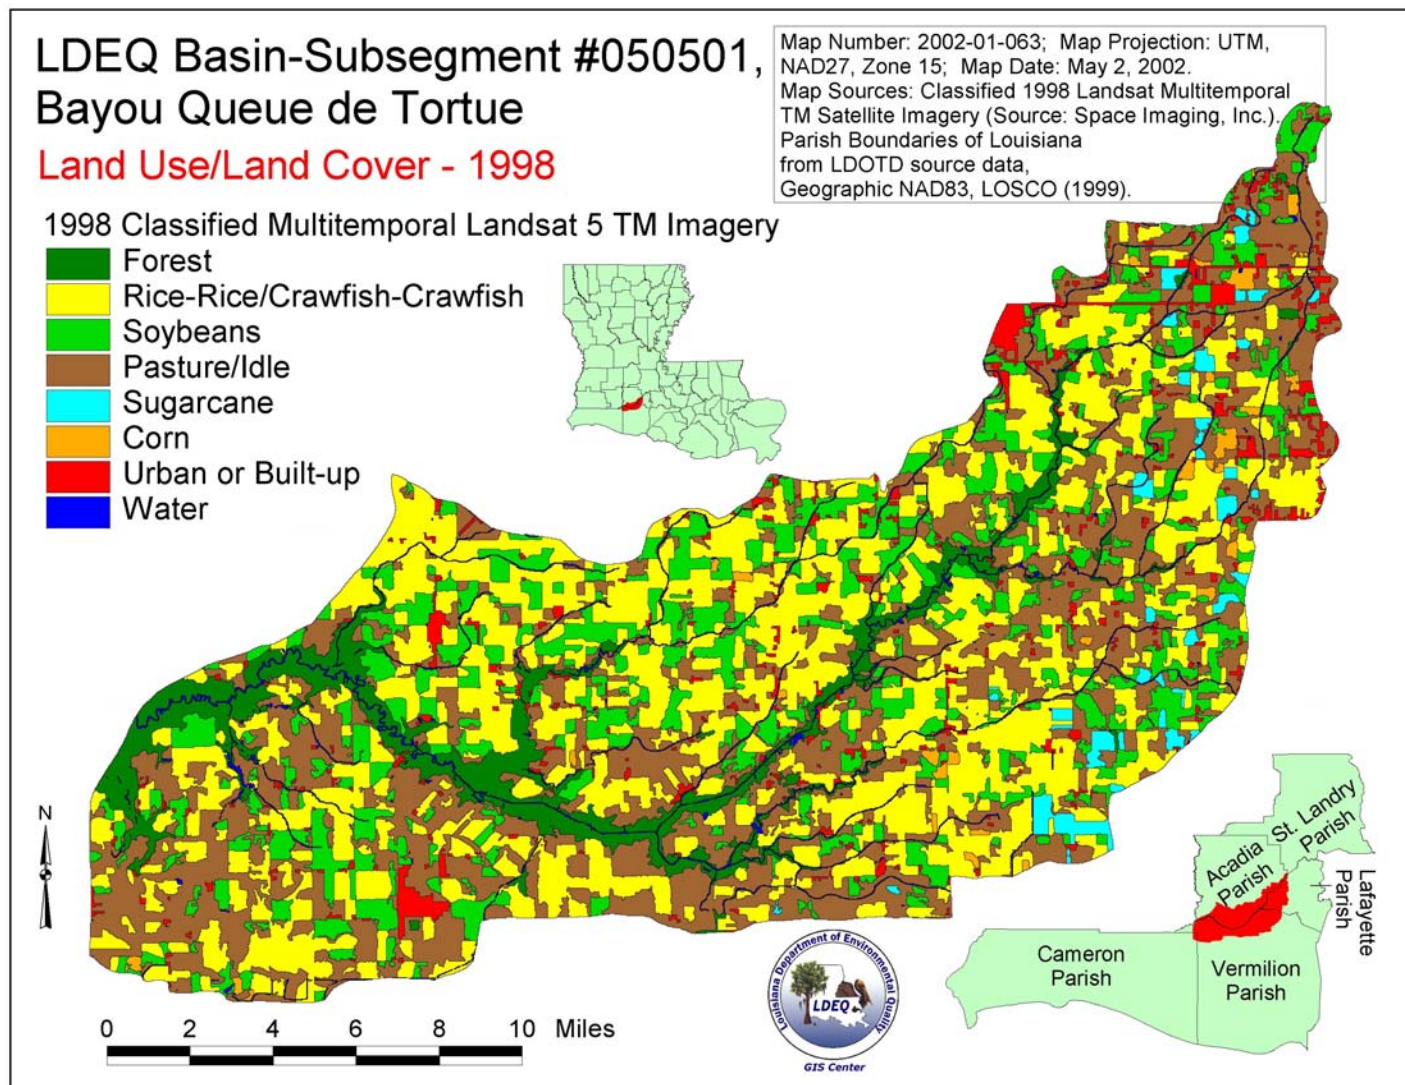 LDEQ Basin-Subsegment #050501,
Bayou Queue de Tortue
Land Use/Land Cover - 1998
Map Number: 2002-01-063; Map Projection: UTM,
NAD27, Zone 15; Map Date: May 2, 2002.
Map Sources: Classified 1998 Landsat Multitemporal
TM Satellite Imagery (Source: Space Imaging, Inc.).
Parish Boundaries of Louisiana
from LDOTD source data,
Geographic NAD83, LOSCO (1999).
1998 Classified Multitemporal Landsat 5 TM Imagery
Forest
Rice-Rice/Crawfish-Crawfish
Soybeans
Pasture/Idle
Sugarcane
Corn
Urban or Built-up
Water
N
St. Landry
Parish
Acadia
Parish
Lafayette
Parish
Cameron
Parish
Vermilion
Parish
Louisiana Department of Environmental Quality
LDEQ
GIS Center
0 2 4 6 8 10 Miles